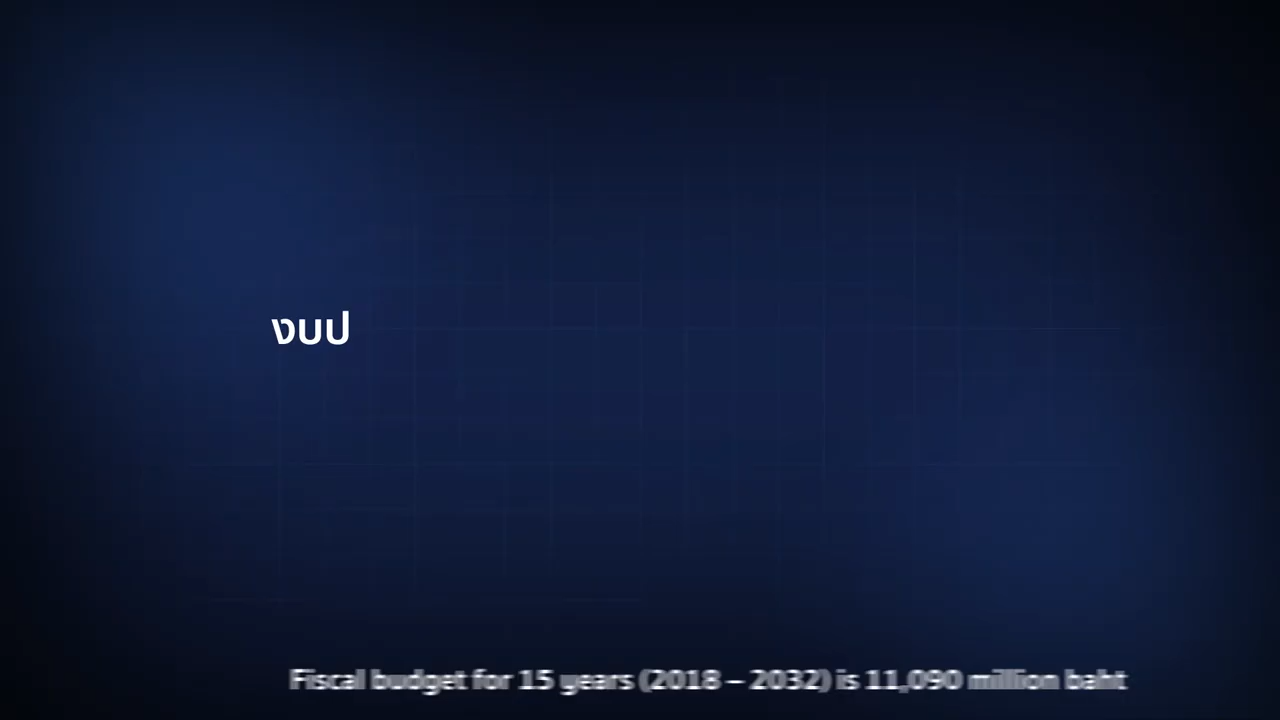 งบป
Fiscal budget for 15 years (2018 – 2032) is 11,090 million baht